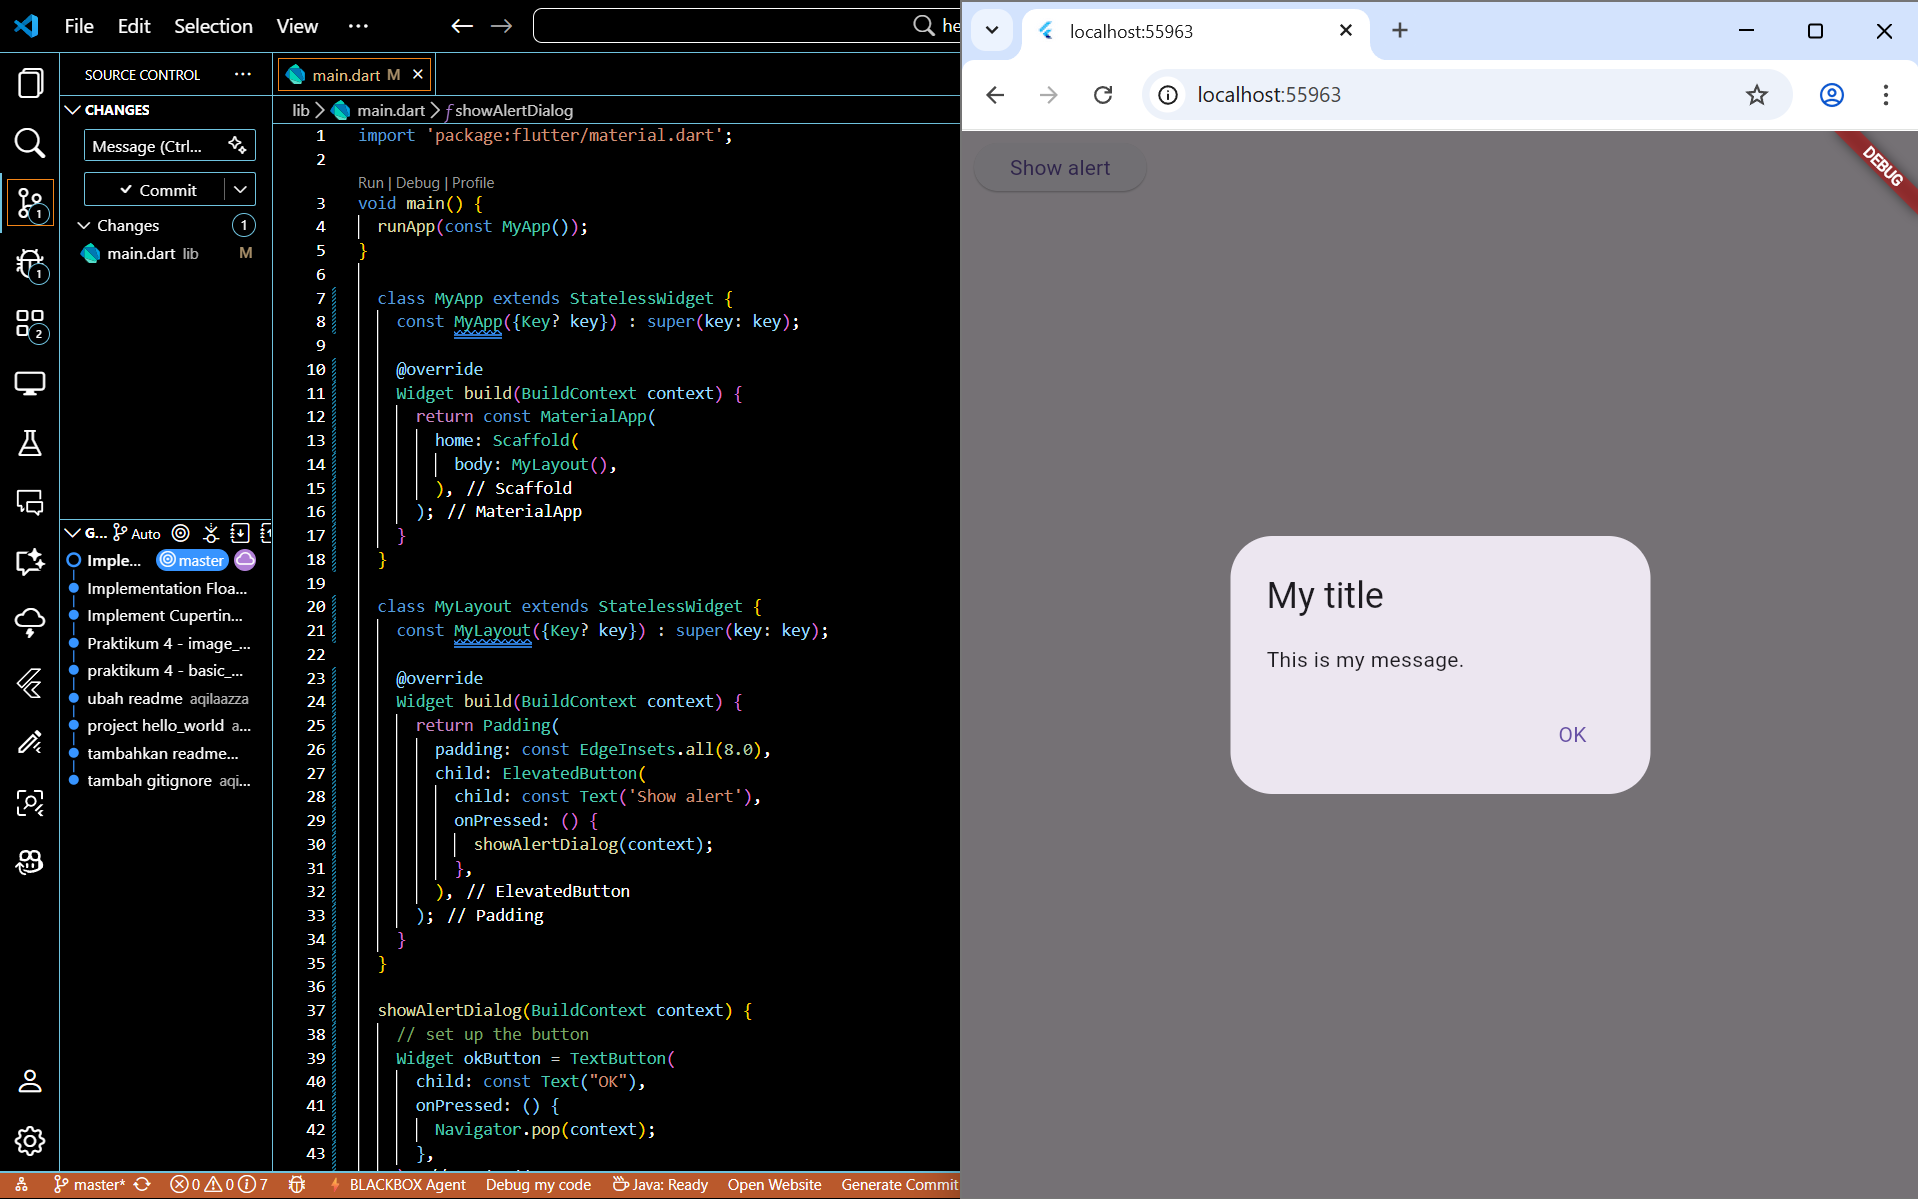 File Edit Selection View ···
he
SOURCE CONTROL ···
CHANGES
Message (Ctrl...
Commit
Changes 1
main.dart lib M
1
1
2
G... Auto
Imple... master
Implementation Floa...
Implement Cupertin...
Praktikum 4 - image_...
praktikum 4 - basic_...
ubah readme aqilaazza
project hello_world a...
tambahkan readme...
tambah gitignore aqi...
main.dart M
lib > main.dart > showAlertDialog
1 import 'package:flutter/material.dart';
2
Run | Debug | Profile
3 void main() {
4 runApp(const MyApp());
5 }
6
7 class MyApp extends StatelessWidget {
8 const MyApp({Key? key}) : super(key: key);
9
10 @override
11 Widget build(BuildContext context) {
12 return const MaterialApp(
13 home: Scaffold(
14 body: MyLayout(),
15 ), // Scaffold
16 ); // MaterialApp
17 }
18 }
19
20 class MyLayout extends StatelessWidget {
21 const MyLayout({Key? key}) : super(key: key);
22
23 @override
24 Widget build(BuildContext context) {
25 return Padding(
26 padding: const EdgeInsets.all(8.0),
27 child: ElevatedButton(
28 child: const Text('Show alert'),
29 onPressed: () {
30 showAlertDialog(context);
31 },
32 ), // ElevatedButton
33 ); // Padding
34 }
35 }
36
37 showAlertDialog(BuildContext context) {
38 // set up the button
39 Widget okButton = TextButton(
40 child: const Text("OK"),
41 onPressed: () {
42 Navigator.pop(context);
43 },
master* 0 0 7 BLACKBOX Agent Debug my code Java: Ready Open Website Generate Commit
localhost:55963
localhost:55963
Show alert
DEBUG
My title
This is my message.
OK